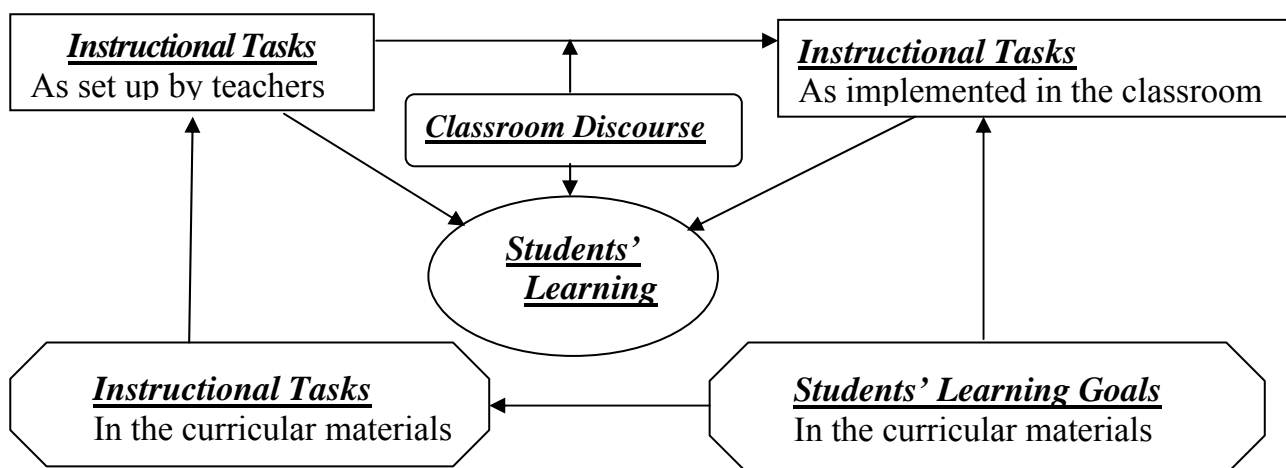 Instructional Tasks
As set up by teachers
Instructional Tasks
As implemented in the classroom
Classroom Discourse
Students’
Learning
Instructional Tasks
In the curricular materials
Students’ Learning Goals
In the curricular materials